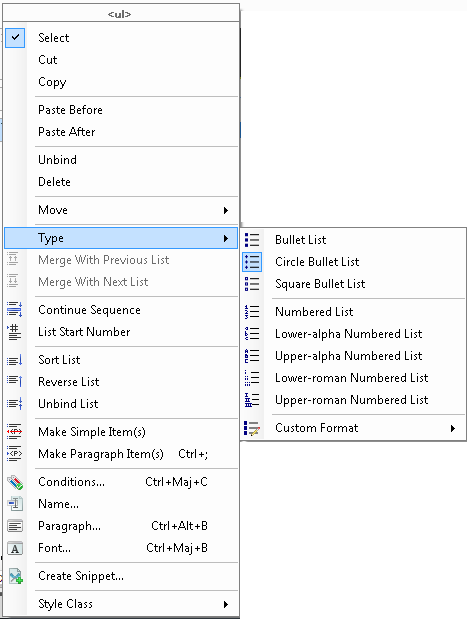 <ul>
Select
Cut
Copy
Paste Before
Paste After
Unbind
Delete
Move
Type
Merge With Previous List
Merge With Next List
Continue Sequence
List Start Number
Sort List
Reverse List
Unbind List
Make Simple Item(s)
Make Paragraph Item(s) Ctrl+;
Conditions... Ctrl+Maj+C
Name...
Paragraph... Ctrl+Alt+B
Font... Ctrl+Maj+B
Create Snippet...
Style Class
Bullet List
Circle Bullet List
Square Bullet List
Numbered List
Lower-alpha Numbered List
Upper-alpha Numbered List
Lower-roman Numbered List
Upper-roman Numbered List
Custom Format